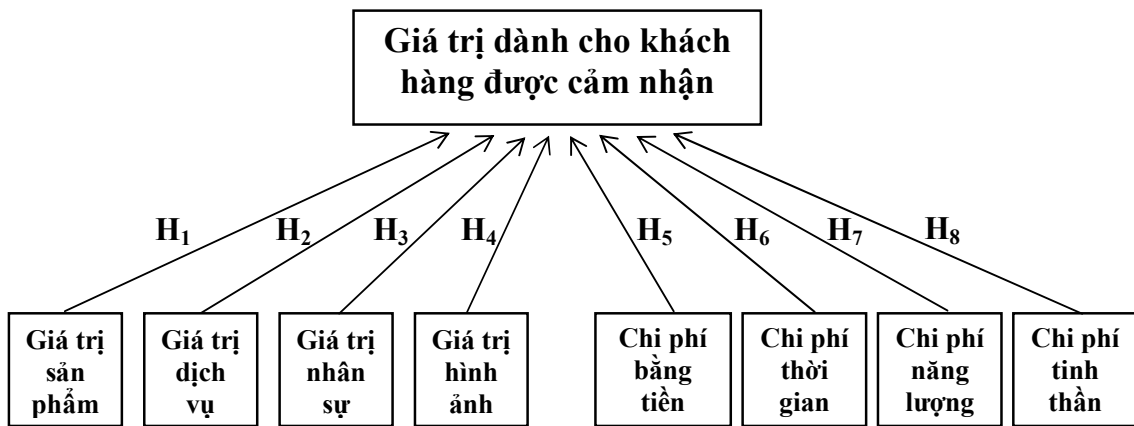 Giá trị dành cho khách
hàng được cảm nhận
H₁ H₂ H₃ H₄ H₅ H₆ H₇ H₈
Giá trị
sản
phẩm
Giá trị
dịch
vụ
Giá trị
nhân
sự
Giá trị
hình
ảnh
Chi phí
bằng
tiền
Chi phí
thời
gian
Chi phí
năng
lượng
Chi phí
tinh
thần